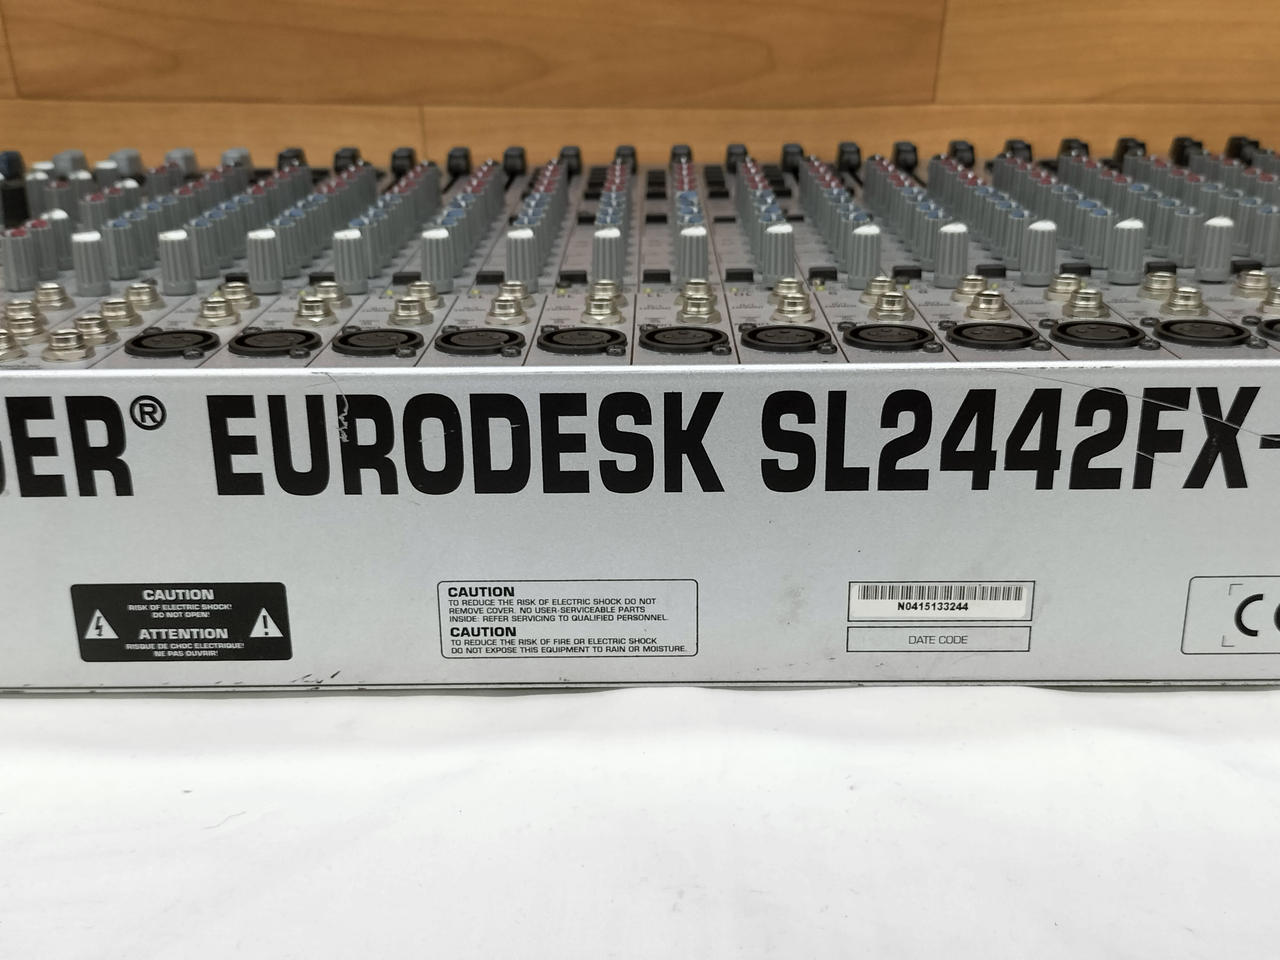 GER® EURODESK SL2442FX-
CAUTION
RISK OF ELECTRIC SHOCK!
DO NOT OPEN!
ATTENTION
RISQUE DE CHOC ELECTRIQUE!
NE PAS OUVRIR!
CAUTION
TO REDUCE THE RISK OF ELECTRIC SHOCK DO NOT
REMOVE COVER. NO USER-SERVICEABLE PARTS
INSIDE: REFER SERVICING TO QUALIFIED PERSONNEL.
CAUTION
TO REDUCE THE RISK OF FIRE OR ELECTRIC SHOCK
DO NOT EXPOSE THIS EQUIPMENT TO RAIN OR MOISTURE.
N0415133244
DATE CODE
CE